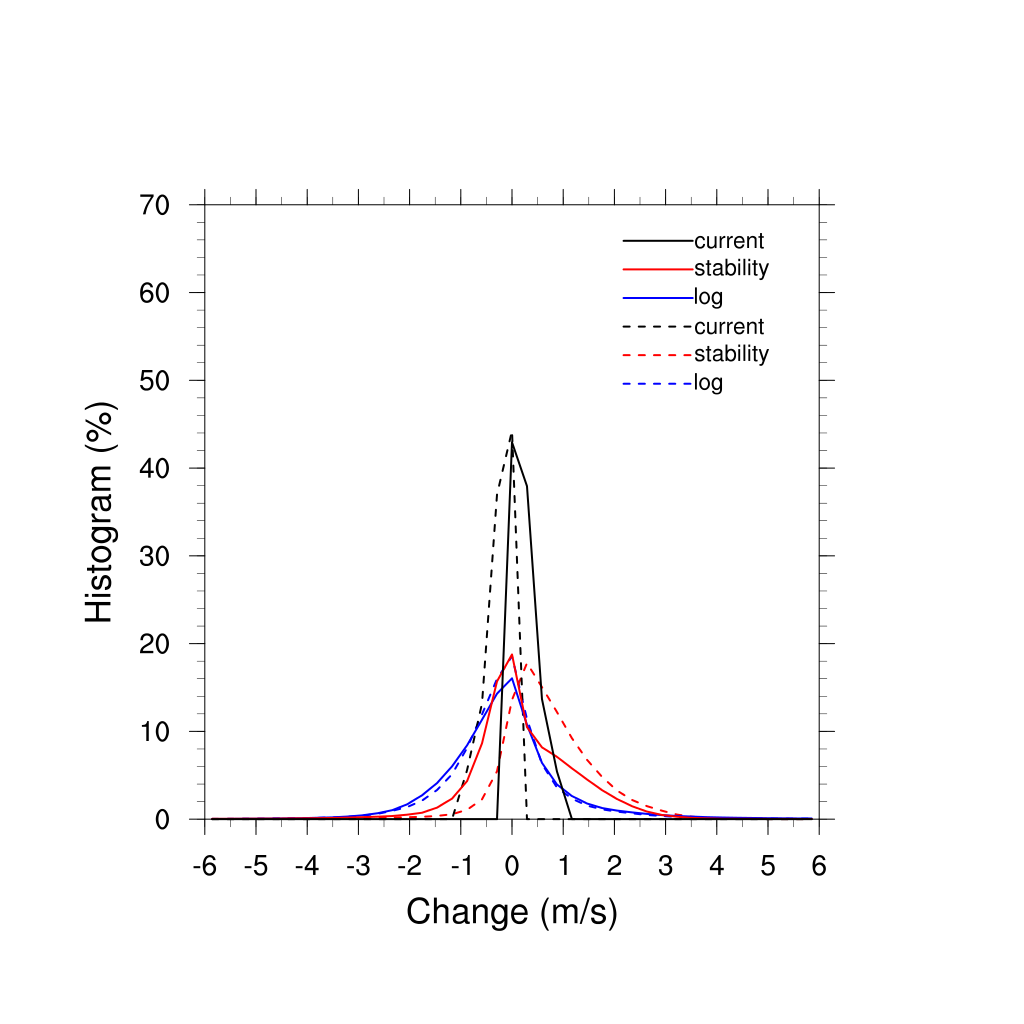 70
60
50
40
30
20
10
0
Histogram (%)
current
stability
log
current
stability
log
-6 -5 -4 -3 -2 -1 0 1 2 3 4 5 6
Change (m/s)